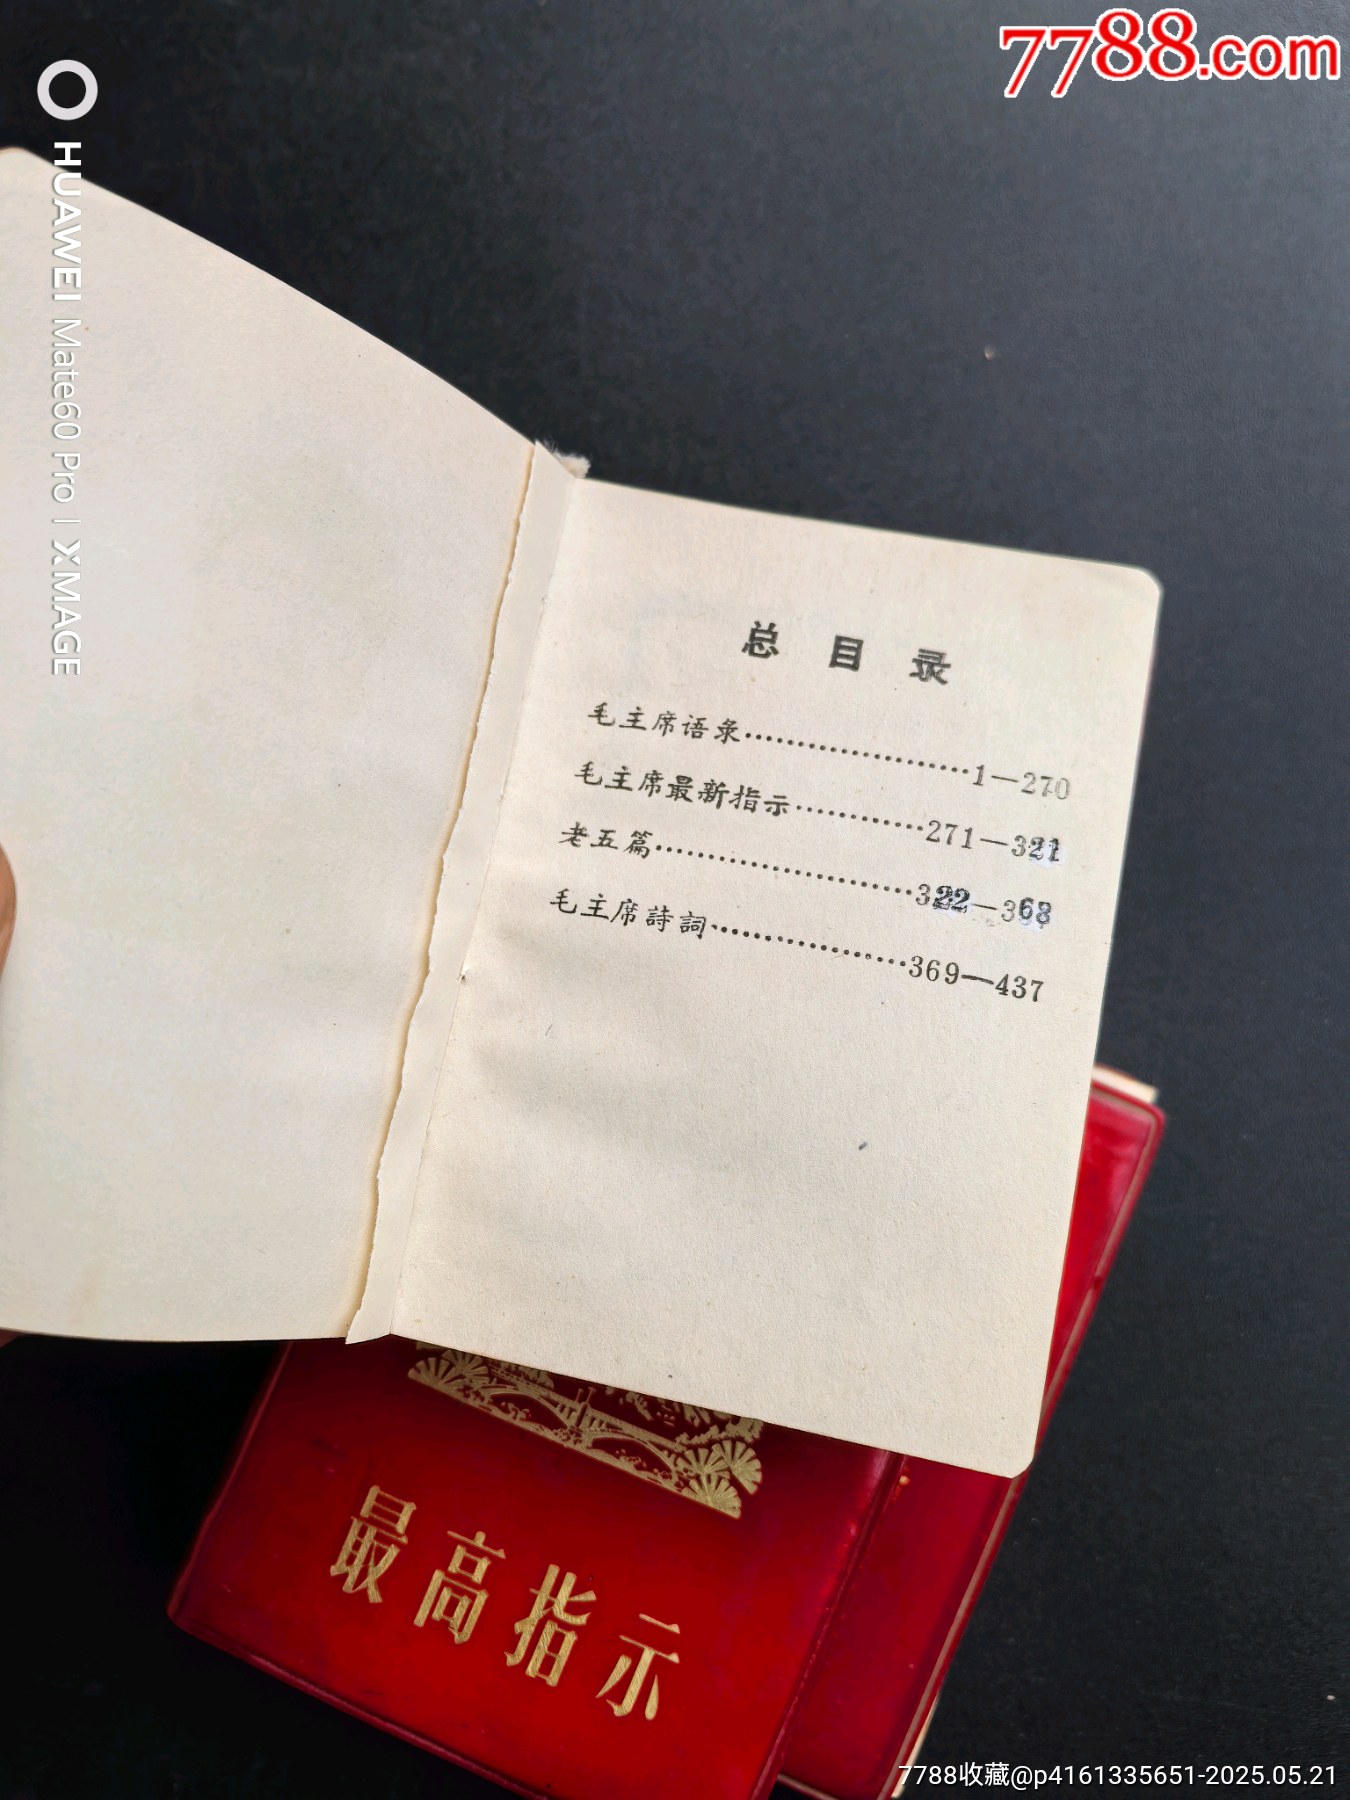 7788.com
HUAWEI Mate60 Pro | XMAGE
总 目 录
毛主席语录……………………1—270
毛主席最新指示…………271—321
老五篇………………………322—368
毛主席詩詞…………………369—437
最高指示
7788收藏@p4161335651-2025.05.21